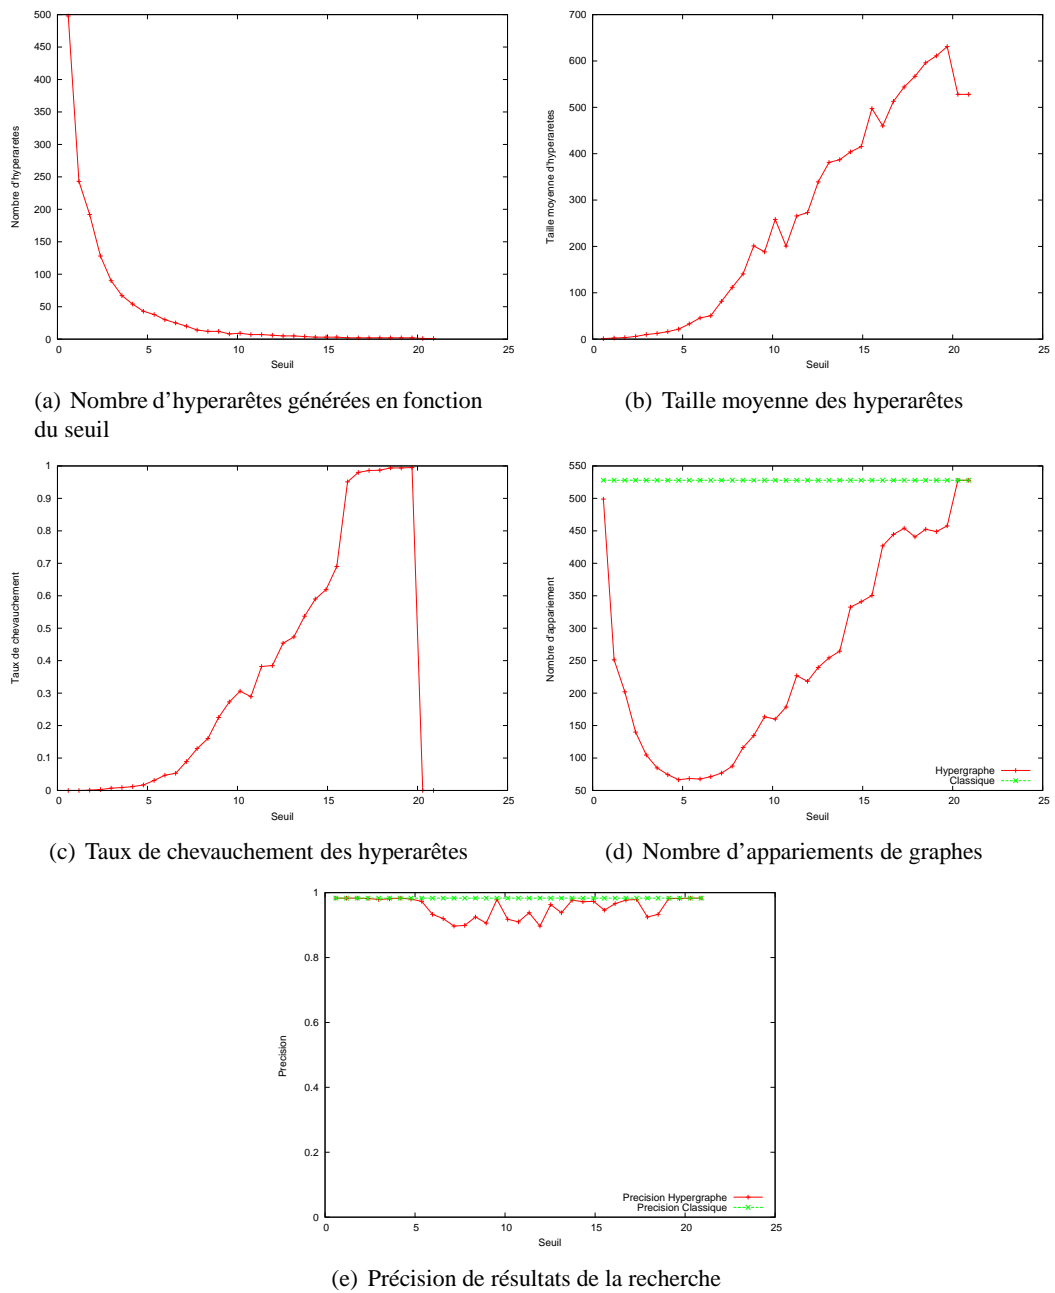 500
450
400
350
300
250
200
150
100
50
0
0 5 10 15 20 25
Nombre d'hyperaretes
Seuil
(a) Nombre d'hyperarêtes générées en fonction
du seuil
700
600
500
400
300
200
100
0
0 5 10 15 20 25
Taille moyenne d'hyperaretes
Seuil
(b) Taille moyenne des hyperarêtes
1
0.9
0.8
0.7
0.6
0.5
0.4
0.3
0.2
0.1
0
0 5 10 15 20 25
Taux de chevauchement
Seuil
(c) Taux de chevauchement des hyperarêtes
550
500
450
400
350
300
250
200
150
100
50
0 5 10 15 20 25
Nombre d'appariement
Seuil
Hypergraphe
Classique
(d) Nombre d'appariements de graphes
1
0.8
0.6
0.4
0.2
0
0 5 10 15 20 25
Precision
Seuil
Precision Hypergraphe
Precision Classique
(e) Précision de résultats de la recherche